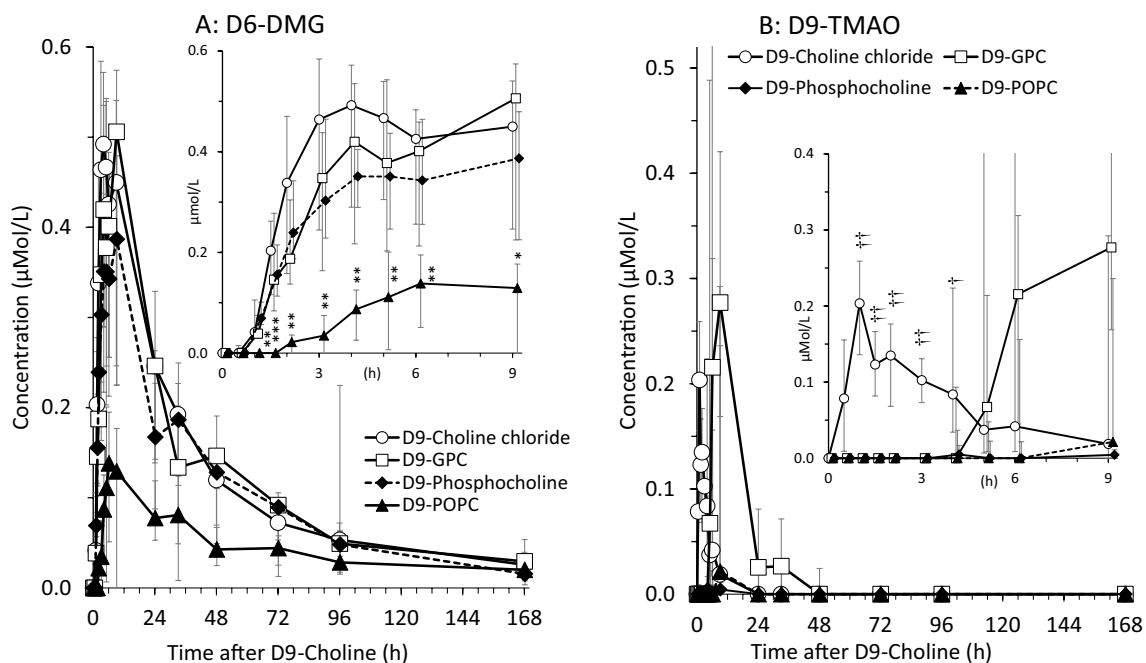 A: D6-DMG
0.6
0.4
0.2
0.0
Concentration (µMol/L)
0 24 48 72 96 120 144 168
Time after D9-Choline (h)
0.6
0.4
0.2
0.0
µmol/L
0 3 (h) 6 9
**
***
**
**
**
**
**
*
D9-Choline chloride
D9-GPC
D9-Phosphocholine
D9-POPC
B: D9-TMAO
D9-Choline chloride D9-GPC
D9-Phosphocholine D9-POPC
0.5
0.4
0.3
0.2
0.1
0.0
Concentration (µMol/L)
0 24 48 72 96 120 144 168
Time after D9-Choline (h)
0.4
0.3
0.2
0.1
0.0
µMol/L
0 3 (h) 6 9